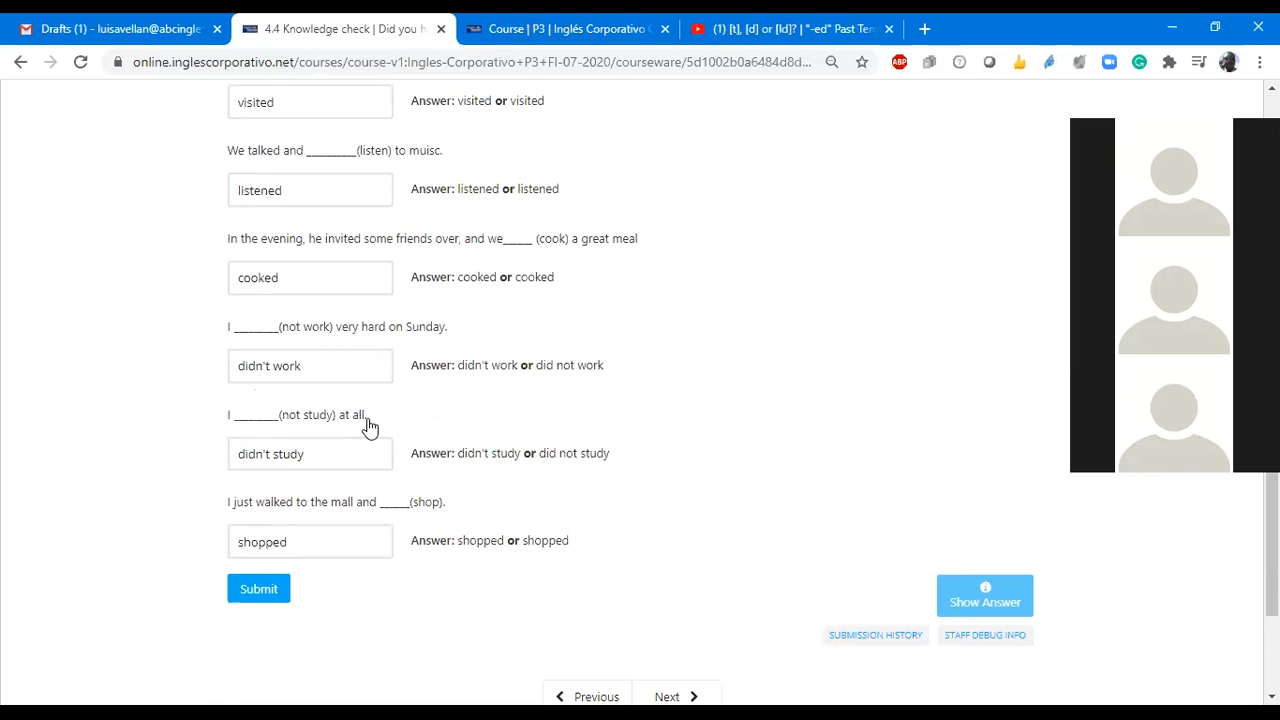 Drafts (1) - luisavellan@abcingle
4.4 Knowledge check | Did you h
Course | P3 | Inglés Corporativo C
(1) [t], [d] or [Id]? | "-ed" Past Ten
online.inglescorporativo.net/courses/course-v1:Ingles-Corporativo+P3+FI-07-2020/courseware/5d1002b0a6484d8d...
ABP
visited
Answer: visited or visited
We talked and __________(listen) to muisc.
listened
Answer: listened or listened
In the evening, he invited some friends over, and we______ (cook) a great meal
cooked
Answer: cooked or cooked
I _________(not work) very hard on Sunday.
didn't work
Answer: didn't work or did not work
I _________(not study) at all.
didn't study
Answer: didn't study or did not study
I just walked to the mall and ______(shop).
shopped
Answer: shopped or shopped
Submit
Show Answer
SUBMISSION HISTORY
STAFF DEBUG INFO
Previous
Next